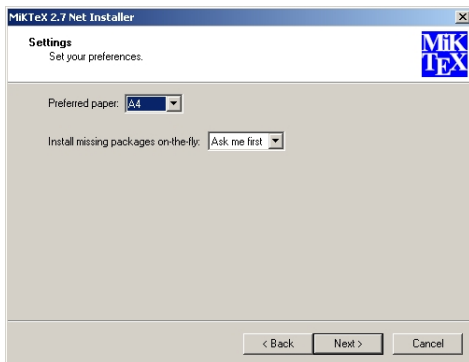 MiKTeX 2.7 Net Installer
Settings
Set your preferences.
MiK
TEX
Preferred paper: A4
Install missing packages on-the-fly: Ask me first
< Back Next > Cancel